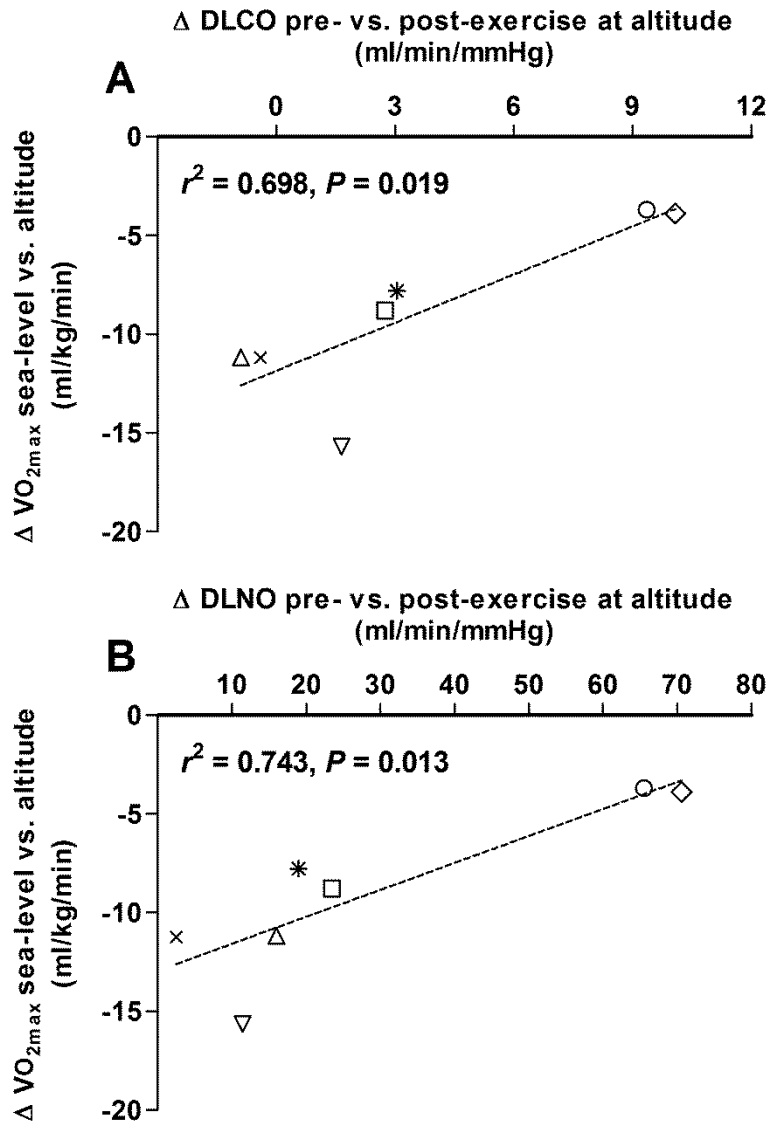 Δ DLCO pre- vs. post-exercise at altitude
(ml/min/mmHg)
A
0 3 6 9 12
0
-5
-10
-15
-20
r² = 0.698, P = 0.019
Δ VO₂max sea-level vs. altitude
(ml/kg/min)
Δ DLNO pre- vs. post-exercise at altitude
(ml/min/mmHg)
B
10 20 30 40 50 60 70 80
0
-5
-10
-15
-20
r² = 0.743, P = 0.013
Δ VO₂max sea-level vs. altitude
(ml/kg/min)